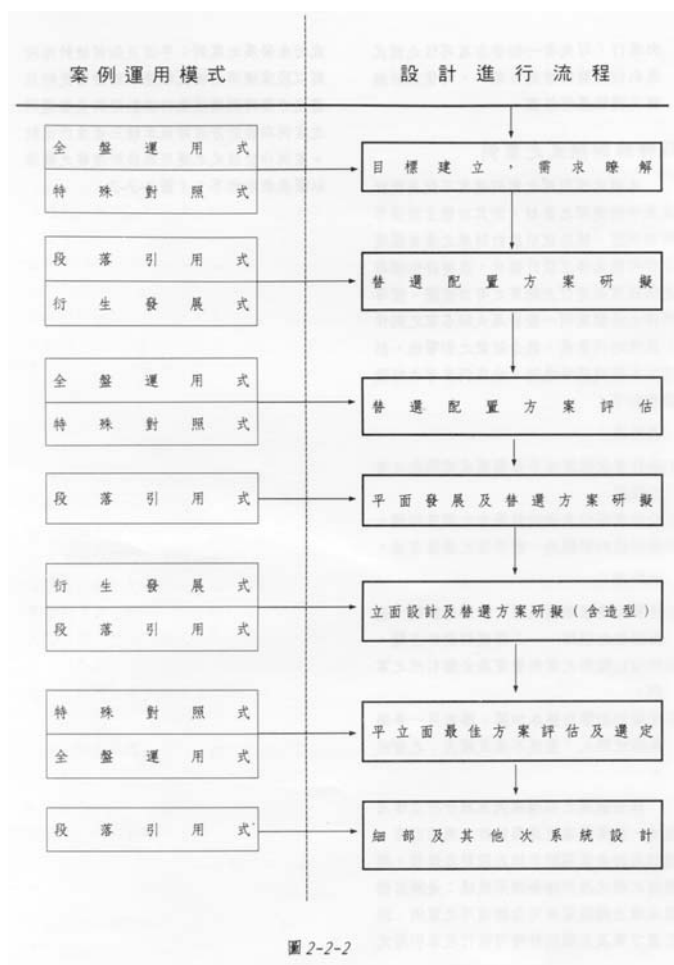 案例運用模式 設計進行流程
全盤運用式
特殊對照式
目標建立．需求瞭解
段落引用式
衍生發展式
替選配置方案研擬
全盤運用式
特殊對照式
替選配置方案評估
段落引用式
平面發展及替選方案研擬
衍生發展式
段落引用式
立面設計及替選方案研擬(含造型)
特殊對照式
全盤運用式
平立面最佳方案評估及選定
段落引用式
細部及其他次系統設計
圖2-2-2